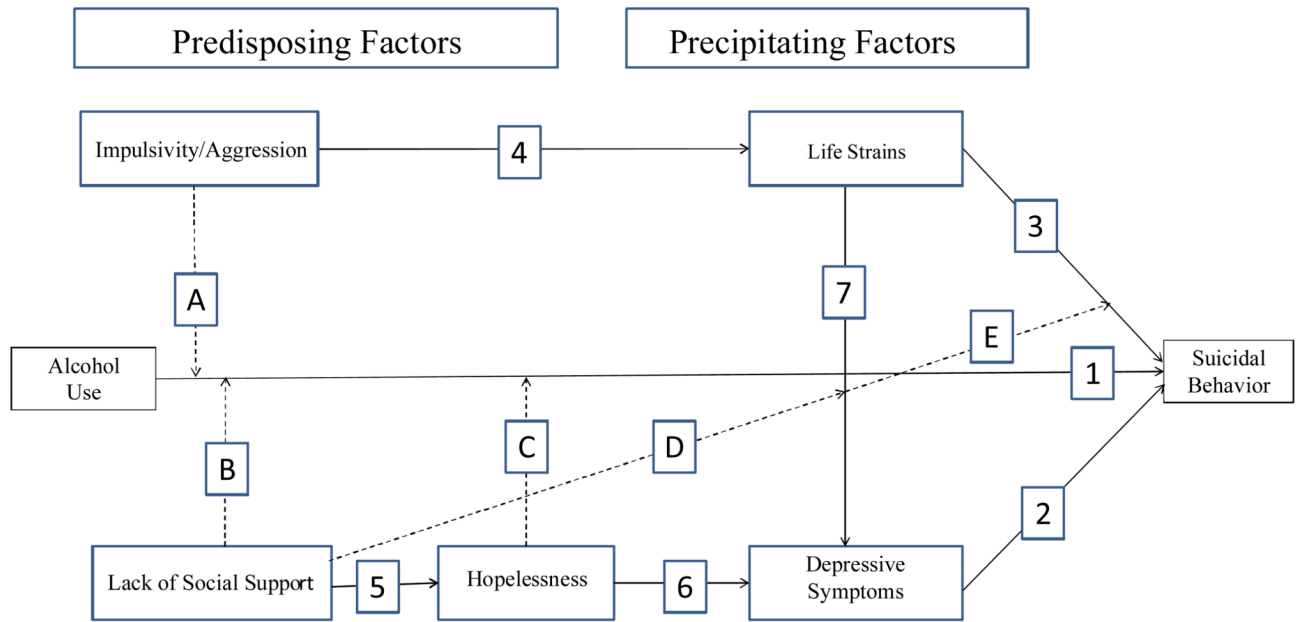 Predisposing Factors
Precipitating Factors
Impulsivity/Aggression
4
Life Strains
3
A
7
E
Alcohol
Use
1
Suicidal
Behavior
B
C
D
2
Lack of Social Support
5
Hopelessness
6
Depressive
Symptoms